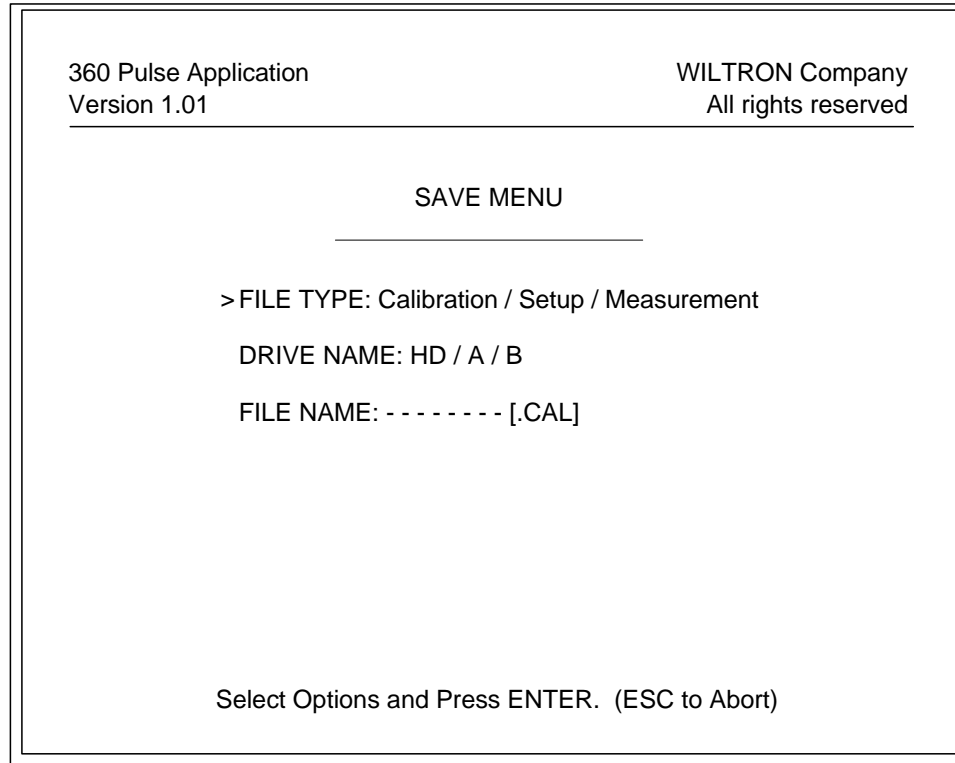 360 Pulse Application WILTRON Company
Version 1.01 All rights reserved
SAVE MENU
>FILE TYPE: Calibration / Setup / Measurement
DRIVE NAME: HD / A / B
FILE NAME: - - - - - - - - [.CAL]
Select Options and Press ENTER. (ESC to Abort)